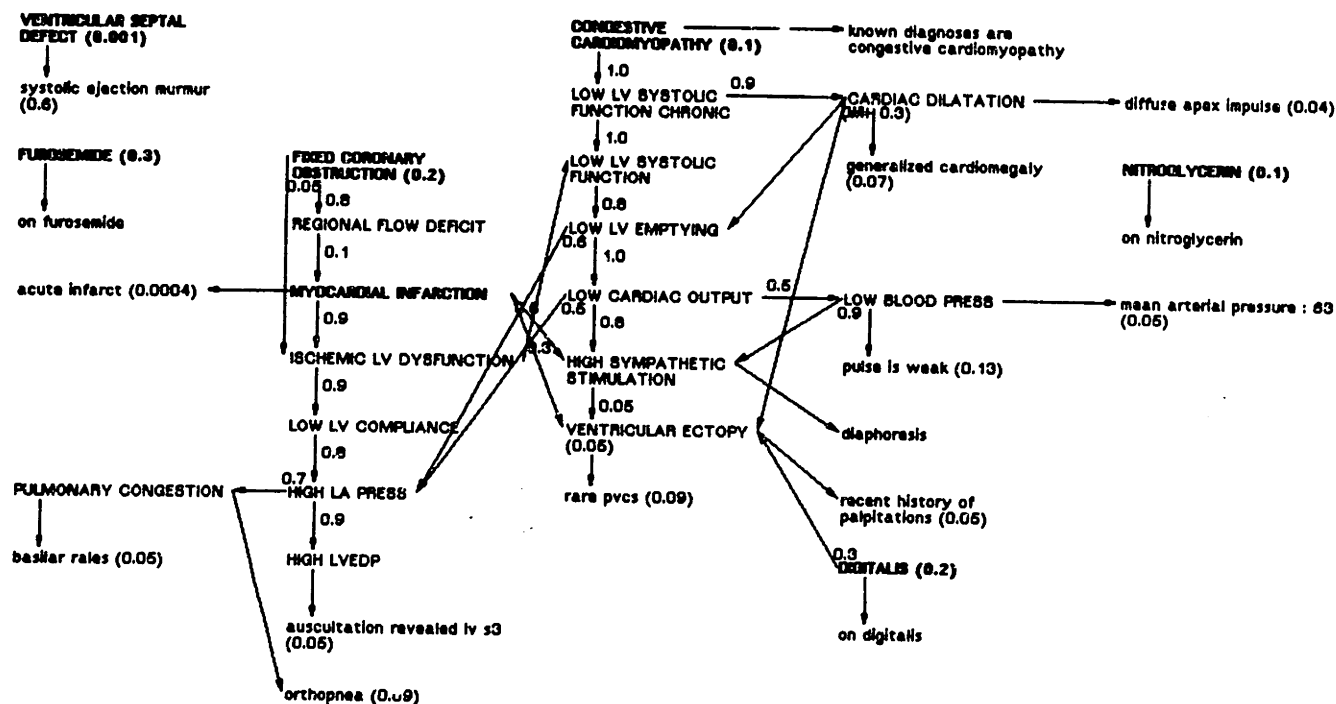 VENTRICULAR SEPTAL
DEFECT (0.001)
systolic ejection murmur
(0.6)
FUROSEMIDE (0.3)
on furosemide
acute infarct (0.0004)
PULMONARY CONGESTION
basilar rales (0.05)
FIXED CORONARY
OBSTRUCTION (0.2)
0.05
0.8
REGIONAL FLOW DEFICIT
0.1
MYOCARDIAL INFARCTION
0.9
ISCHEMIC LV DYSFUNCTION
0.9
LOW LV COMPLIANCE
0.8
0.7
HIGH LA PRESS
0.9
HIGH LVEDP
auscultation revealed lv s3
(0.05)
orthopnea
CONGESTIVE
CARDIOMYOPATHY (0.1)
1.0
LOW LV SYSTOLIC
FUNCTION CHRONIC
0.9
1.0
LOW LV SYSTOLIC
FUNCTION
0.8
LOW LV EMPTYING
0.6
1.0
LOW CARDIAC OUTPUT
0.5
0.5
0.8
0.3
HIGH SYMPATHETIC
STIMULATION
0.05
VENTRICULAR ECTOPY
(0.05)
rare pvcs (0.09)
known diagnoses are
congestive cardiomyopathy
CARDIAC DILATATION
0.3)
diffuse apex impulse (0.04)
generalized cardiomegaly
(0.07)
NITROGLYCERIN (0.1)
on nitroglycerin
LOW BLOOD PRESS
0.9
mean arterial pressure : 63
(0.05)
pulse is weak (0.13)
diaphoresis
recent history of
palpitations (0.05)
0.3
DIGITALIS (0.2)
on digitalis